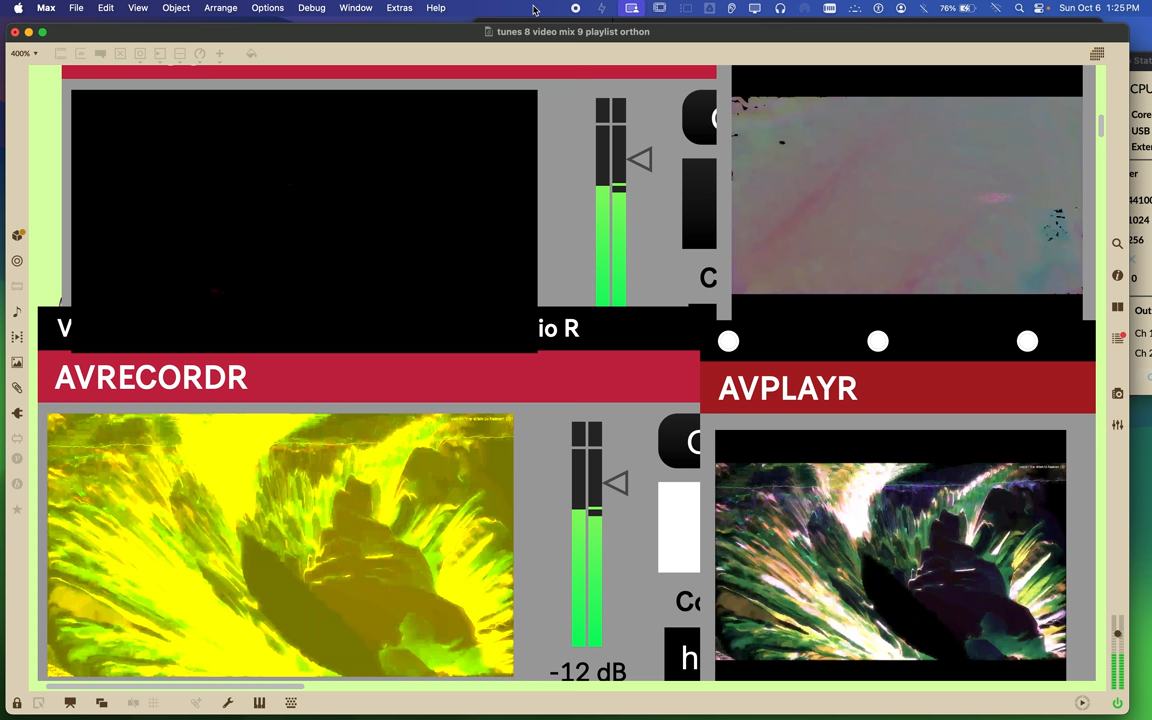 Max File Edit View Object Arrange Options Debug Window Extras Help 76% Sun Oct 6 1:25 PM
tunes 8 video mix 9 playlist orthon
400%
Stat
CPU
Core
USB
Exter
er
44100
1024
256
0
Out
Ch 1
Ch 2
C
C
V
io R
AVRECORDR
AVPLAYR
C
Co
h
-12 dB